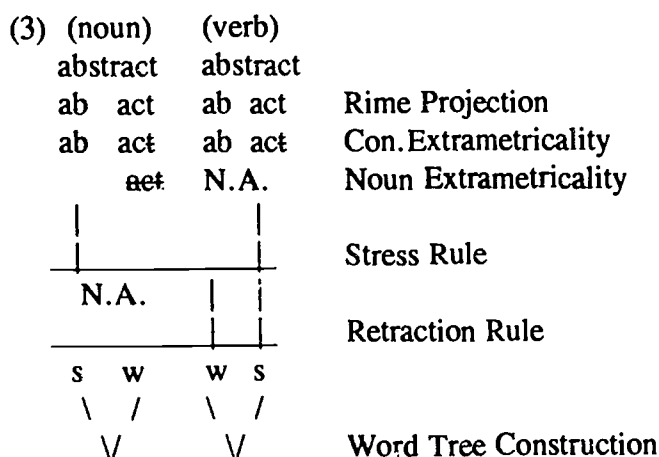 (3) (noun) (verb)
abstract abstract
ab act ab act Rime Projection
ab act ab act Con.Extrametricality
act N.A. Noun Extrametricality
Stress Rule
N.A.
Retraction Rule
s w w s
Word Tree Construction